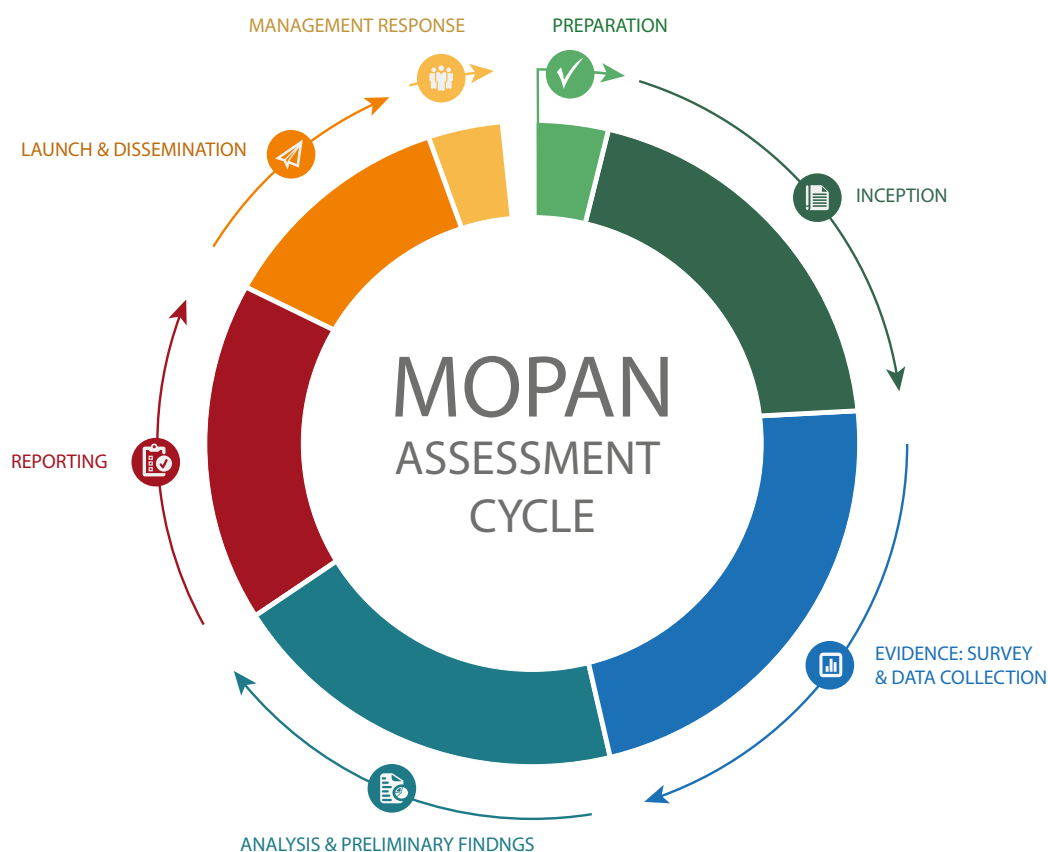 MANAGEMENT RESPONSE
PREPARATION
LAUNCH & DISSEMINATION
INCEPTION
MOPAN
ASSESSMENT
CYCLE
REPORTING
EVIDENCE: SURVEY
& DATA COLLECTION
ANALYSIS & PRELIMINARY FINDNGS